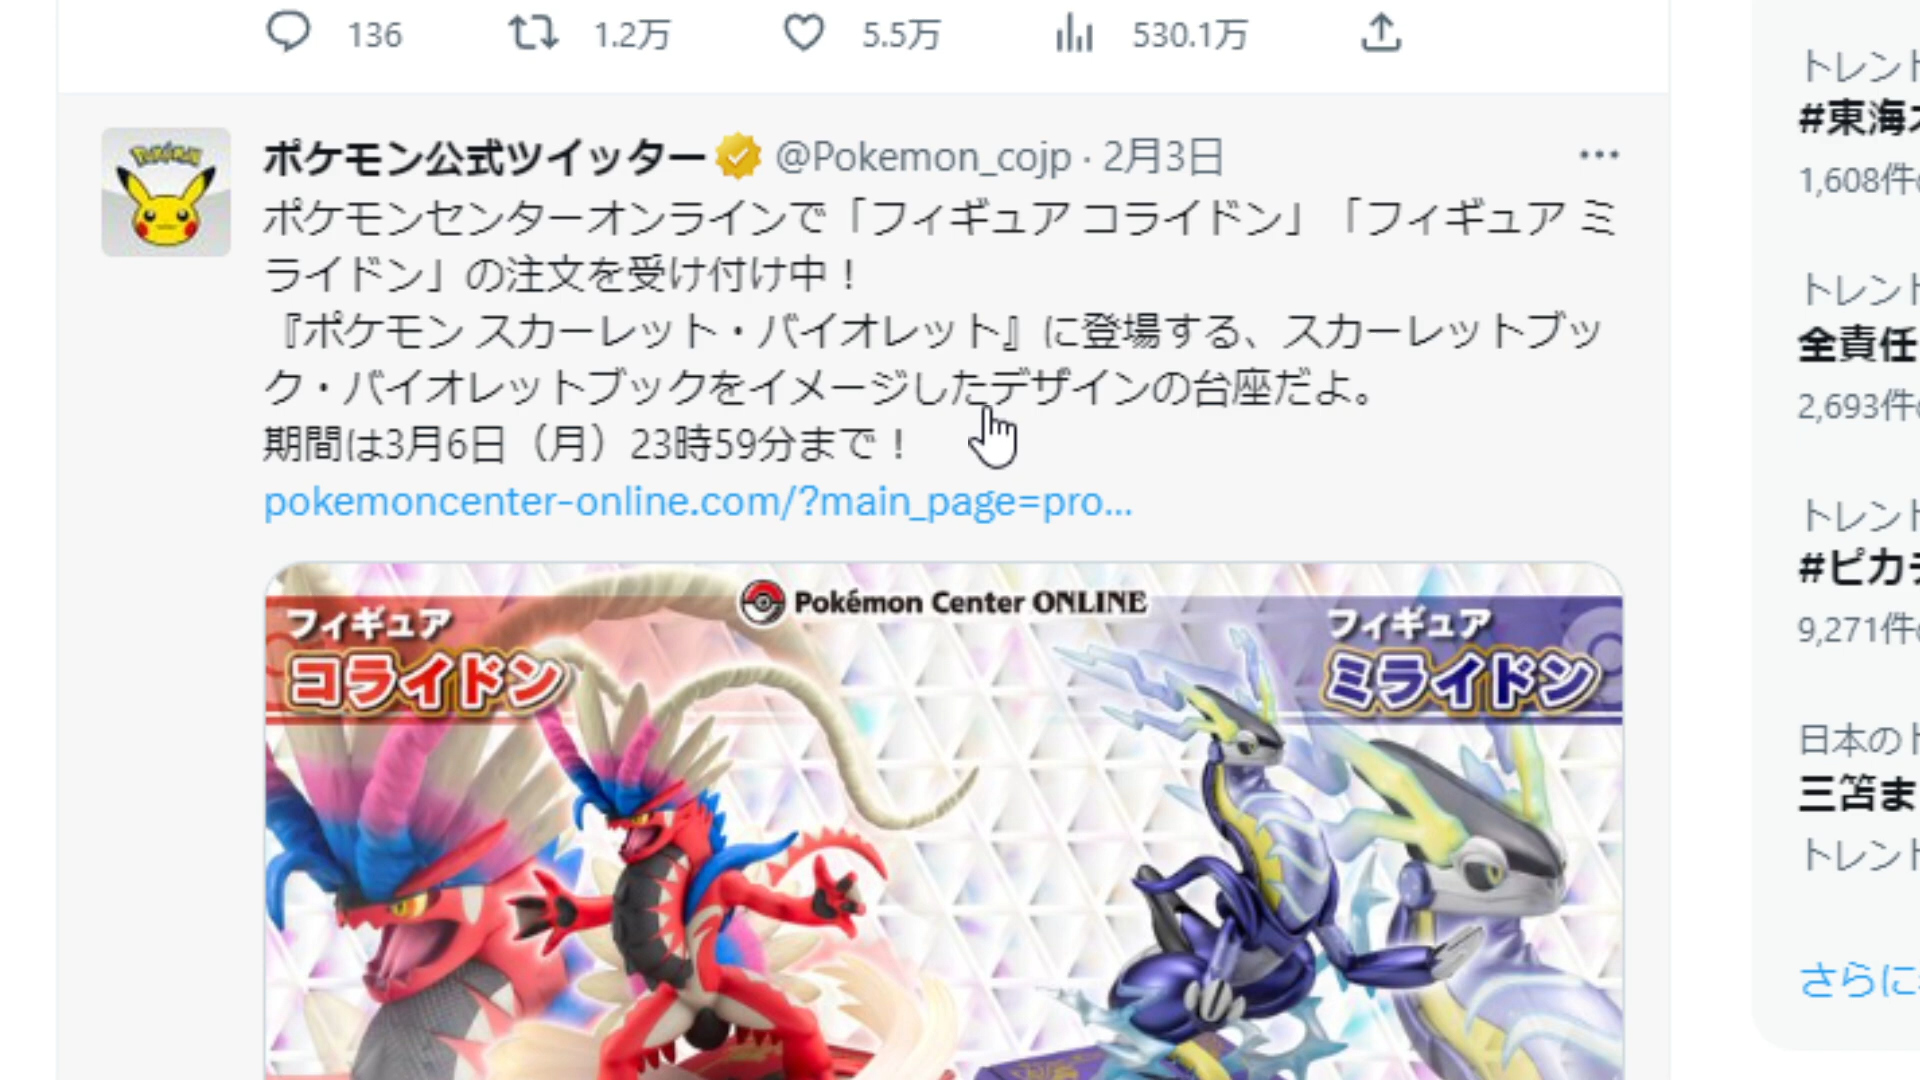 136 1.2万 5.5万 530.1万
ポケモン公式ツイッター @Pokemon_cojp · 2月3日
ポケモンセンターオンラインで「フィギュア コライドン」「フィギュア ミ
ライドン」の注文を受け付け中！
『ポケモン スカーレット・バイオレット』に登場する、スカーレットブッ
ク・バイオレットブックをイメージしたデザインの台座だよ。
期間は3月6日（月）23時59分まで！
pokemoncenter-online.com/?main_page=pro...
Pokémon Center ONLINE
フィギュア
コライドン
フィギュア
ミライドン
トレンド
#東海
1,608件
トレンド
全責任
2,693件
トレンド
#ピカチ
9,271件
日本のト
三笘ま
トレンド
さらに